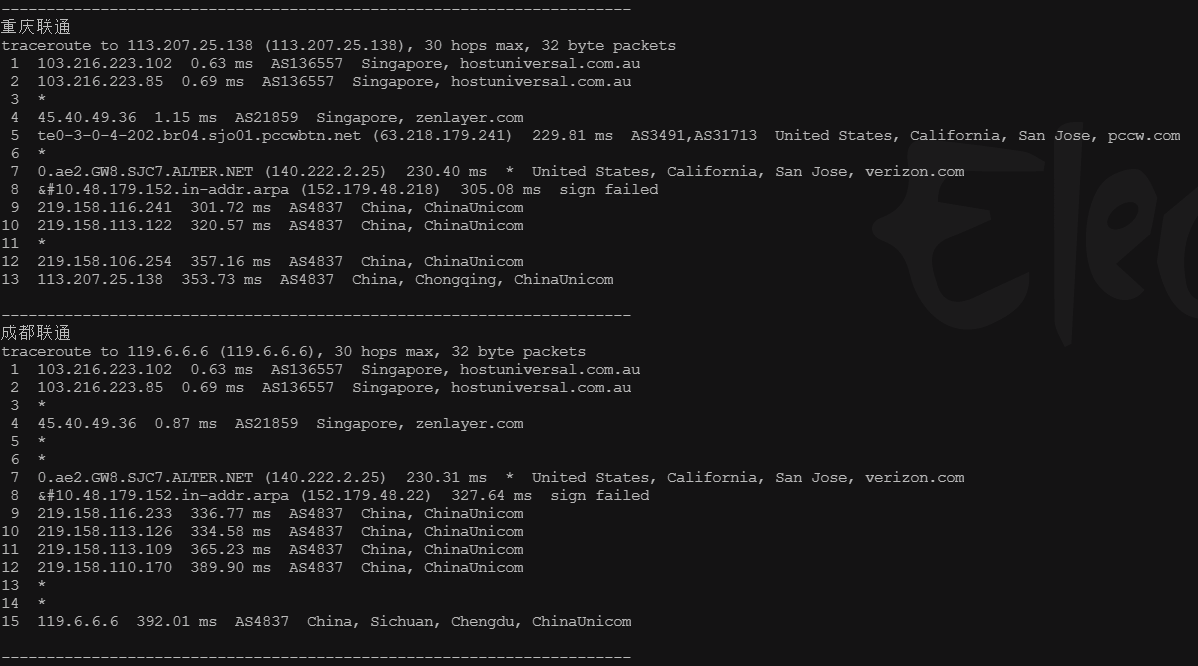 ----------------------------------------------------------------------
重庆联通
traceroute to 113.207.25.138 (113.207.25.138), 30 hops max, 32 byte packets
 1  103.216.223.102  0.63 ms  AS136557  Singapore, hostuniversal.com.au
 2  103.216.223.85  0.69 ms  AS136557  Singapore, hostuniversal.com.au
 3  *
 4  45.40.49.36  1.15 ms  AS21859  Singapore, zenlayer.com
 5  te0-3-0-4-202.br04.sjo01.pccwbtn.net (63.218.179.241)  229.81 ms  AS3491,AS31713  United States, California, San Jose, pccw.com
 6  *
 7  0.ae2.GW8.SJC7.ALTER.NET (140.222.2.25)  230.40 ms  *  United States, California, San Jose, verizon.com
 8  &#10.48.179.152.in-addr.arpa (152.179.48.218)  305.08 ms  sign failed
 9  219.158.116.241  301.72 ms  AS4837  China, ChinaUnicom
10  219.158.113.122  320.57 ms  AS4837  China, ChinaUnicom
11  *
12  219.158.106.254  357.16 ms  AS4837  China, ChinaUnicom
13  113.207.25.138  353.73 ms  AS4837  China, Chongqing, ChinaUnicom
----------------------------------------------------------------------
成都联通
traceroute to 119.6.6.6 (119.6.6.6), 30 hops max, 32 byte packets
 1  103.216.223.102  0.63 ms  AS136557  Singapore, hostuniversal.com.au
 2  103.216.223.85  0.69 ms  AS136557  Singapore, hostuniversal.com.au
 3  *
 4  45.40.49.36  0.87 ms  AS21859  Singapore, zenlayer.com
 5  *
 6  *
 7  0.ae2.GW8.SJC7.ALTER.NET (140.222.2.25)  230.31 ms  *  United States, California, San Jose, verizon.com
 8  &#10.48.179.152.in-addr.arpa (152.179.48.22)  327.64 ms  sign failed
 9  219.158.116.233  336.77 ms  AS4837  China, ChinaUnicom
10  219.158.113.126  334.58 ms  AS4837  China, ChinaUnicom
11  219.158.113.109  365.23 ms  AS4837  China, ChinaUnicom
12  219.158.110.170  389.90 ms  AS4837  China, ChinaUnicom
13  *
14  *
15  119.6.6.6  392.01 ms  AS4837  China, Sichuan, Chengdu, ChinaUnicom
----------------------------------------------------------------------